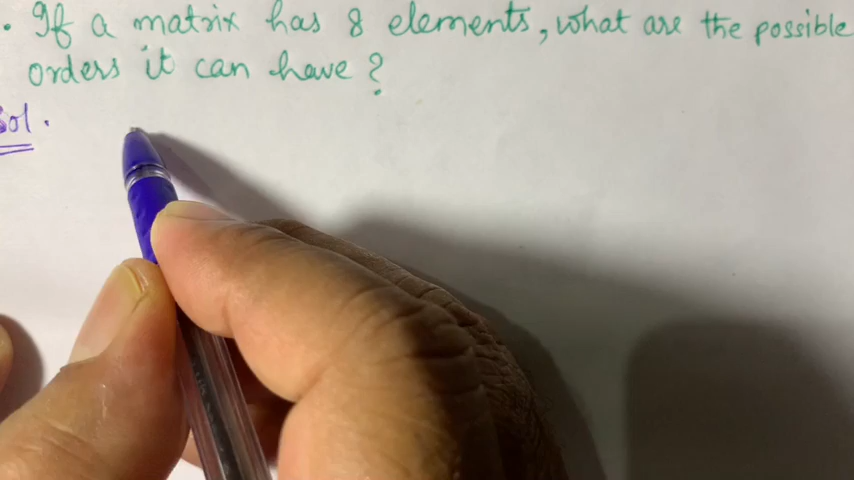 . If a matrix has 8 elements, what are the possible
orders it can have ?
Sol.